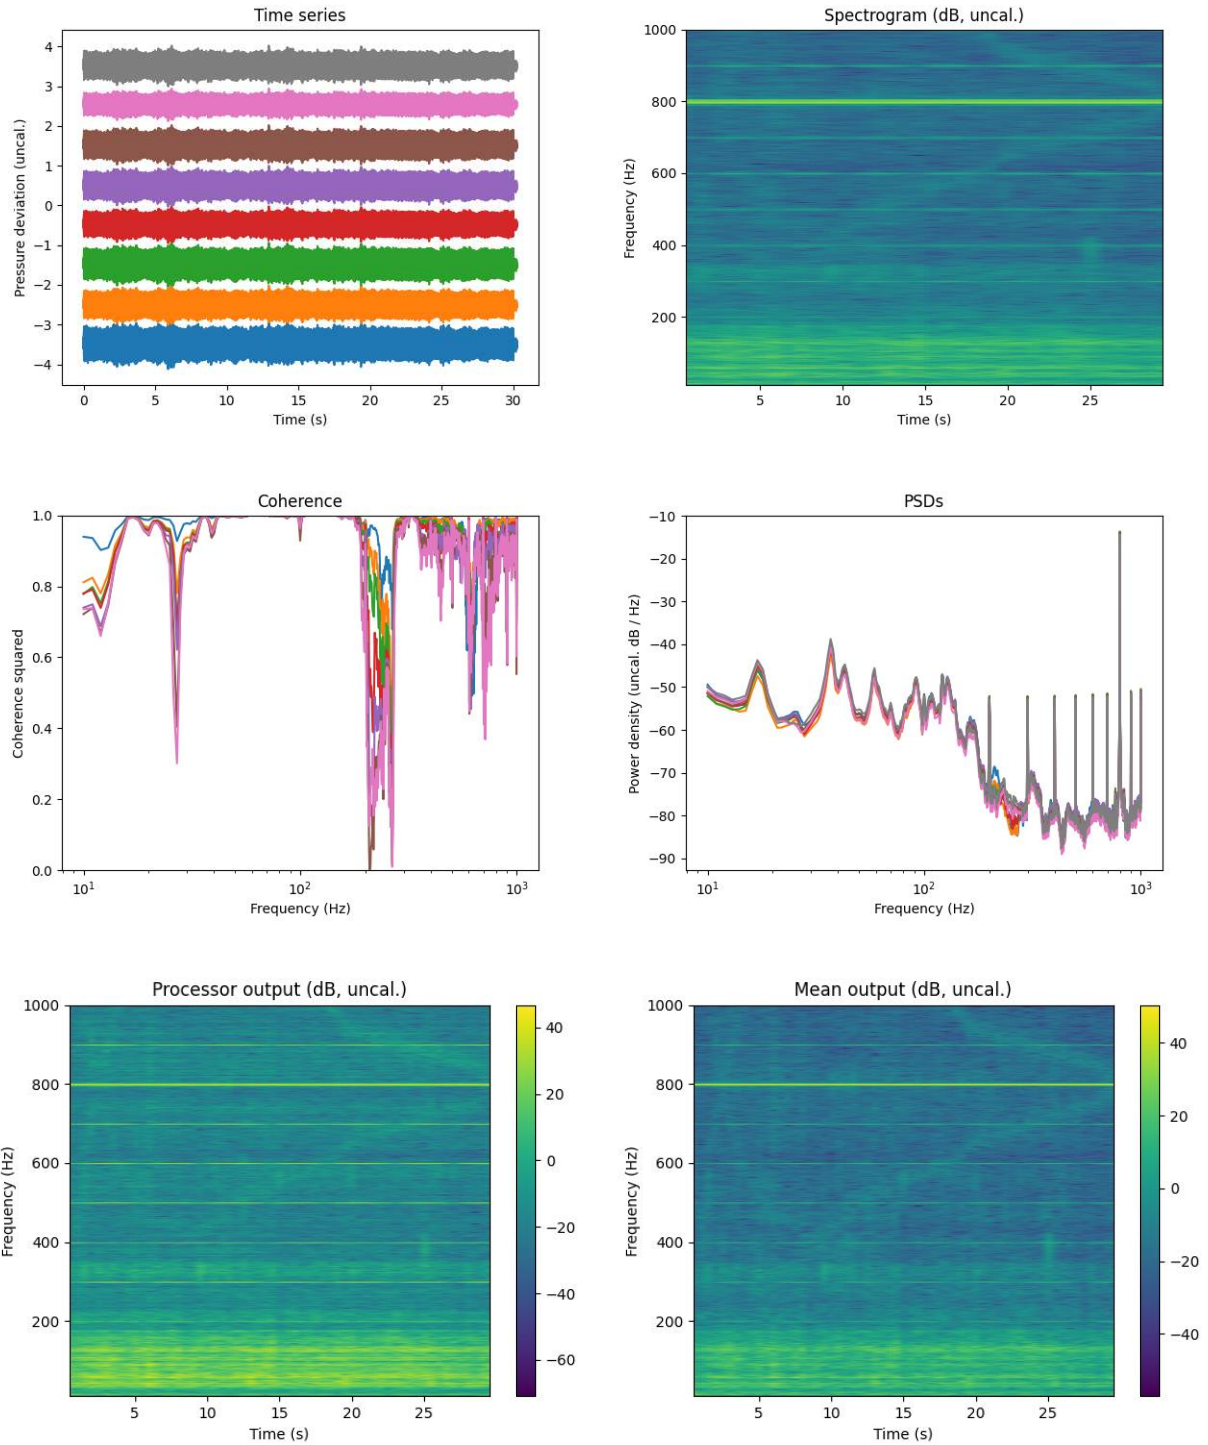 Time series
Pressure deviation (uncal.)
4
3
2
1
0
−1
−2
−3
−4
0 5 10 15 20 25 30
Time (s)
Spectrogram (dB, uncal.)
Frequency (Hz)
1000
800
600
400
200
5 10 15 20 25
Time (s)
Coherence
Coherence squared
1.0
0.8
0.6
0.4
0.2
0.0
10¹ 10² 10³
Frequency (Hz)
PSDs
Power density (uncal. dB / Hz)
−10
−20
−30
−40
−50
−60
−70
−80
−90
10¹ 10² 10³
Frequency (Hz)
Processor output (dB, uncal.)
Frequency (Hz)
1000
800
600
400
200
5 10 15 20 25
Time (s)
40
20
0
−20
−40
−60
Mean output (dB, uncal.)
Frequency (Hz)
1000
800
600
400
200
5 10 15 20 25
Time (s)
40
20
0
−20
−40